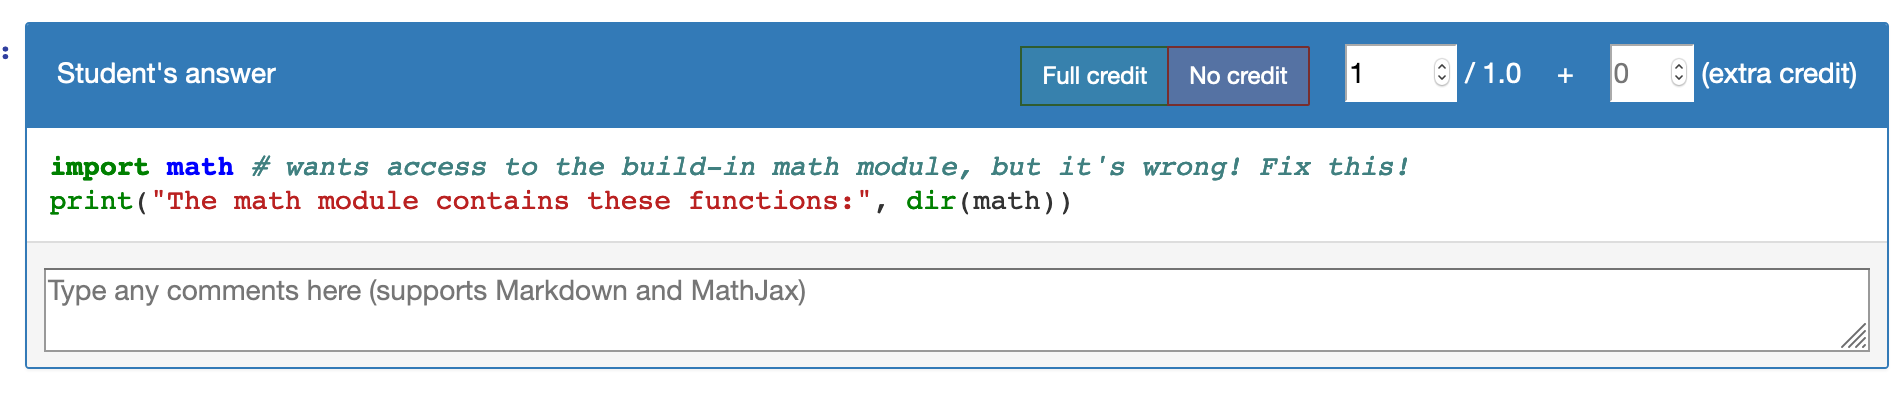 :
Student's answer
Full credit No credit 1 / 1.0 + 0 (extra credit)
import math # wants access to the build-in math module, but it's wrong! Fix this!
print("The math module contains these functions:", dir(math))
Type any comments here (supports Markdown and MathJax)